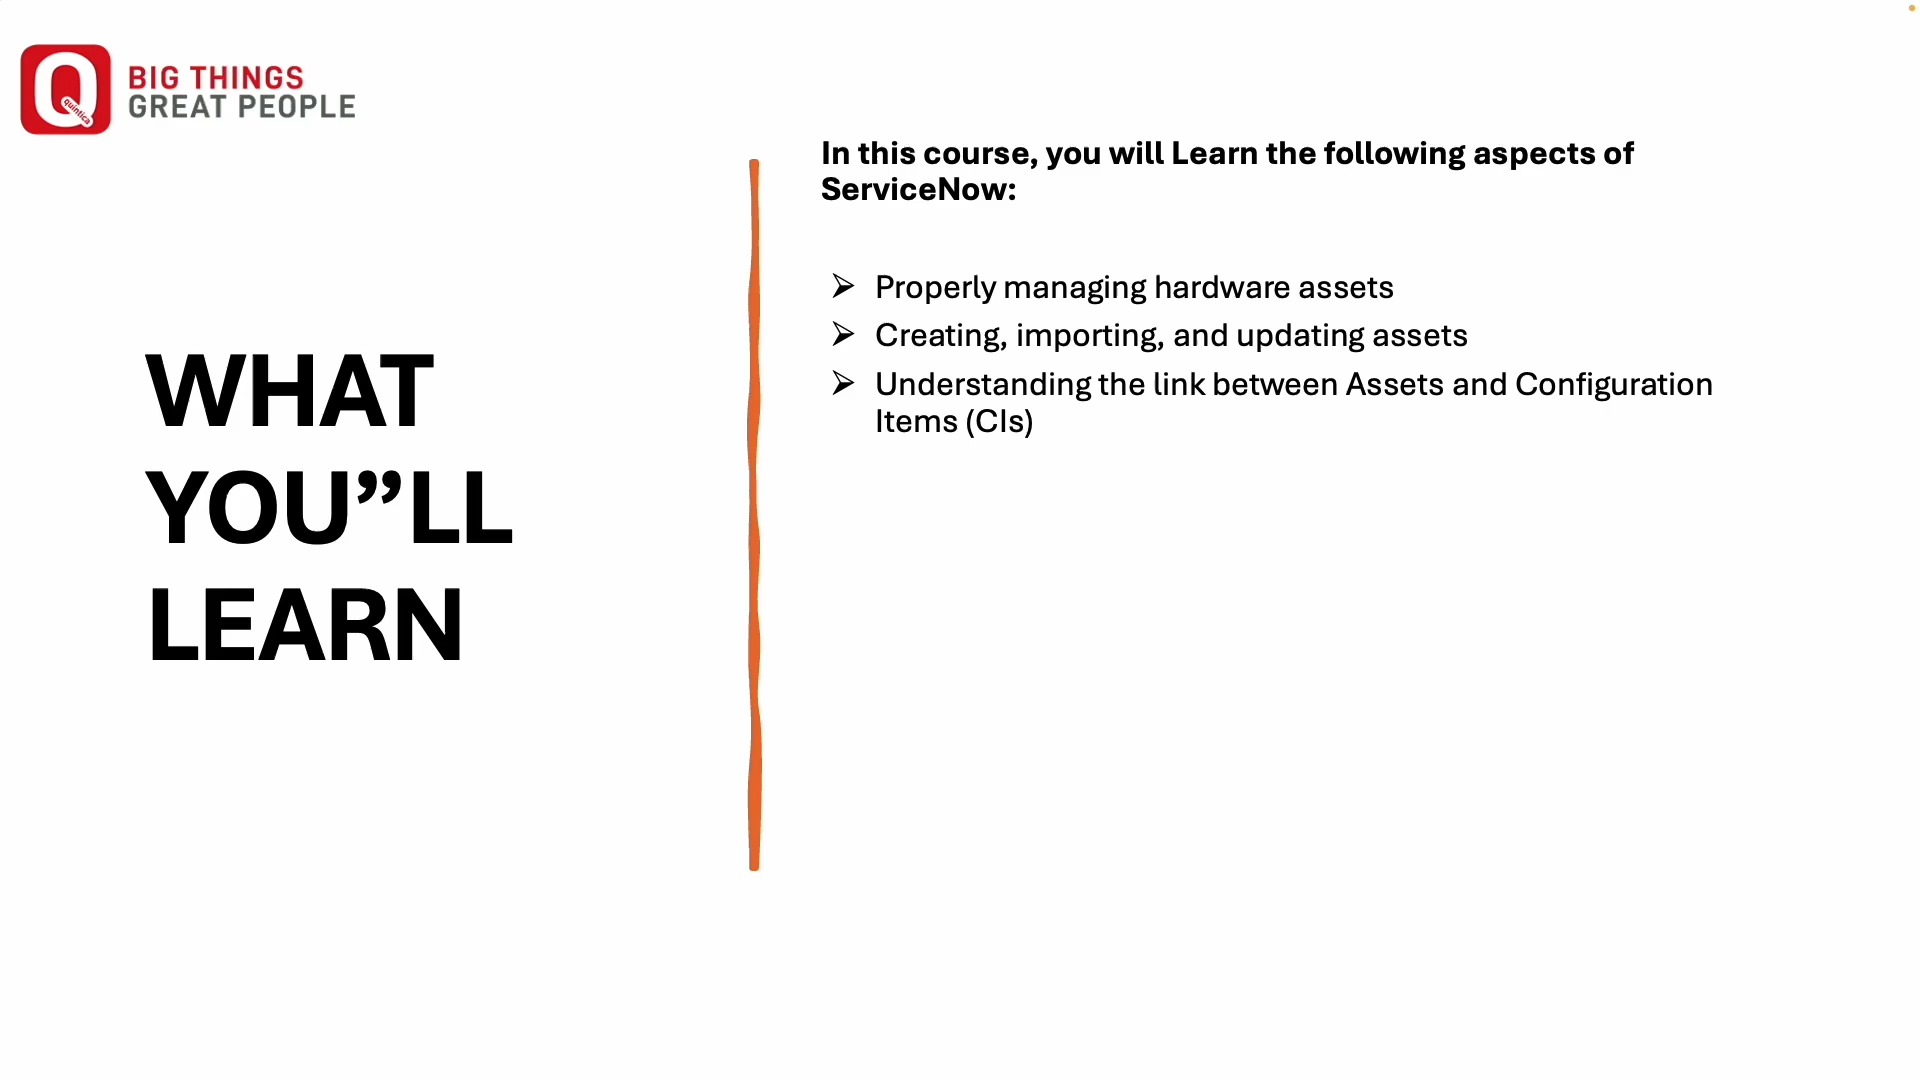 BIG THINGS
GREAT PEOPLE
quintica
WHAT
YOU”LL
LEARN
In this course, you will Learn the following aspects of
ServiceNow:
➢ Properly managing hardware assets
➢ Creating, importing, and updating assets
➢ Understanding the link between Assets and Configuration
Items (CIs)